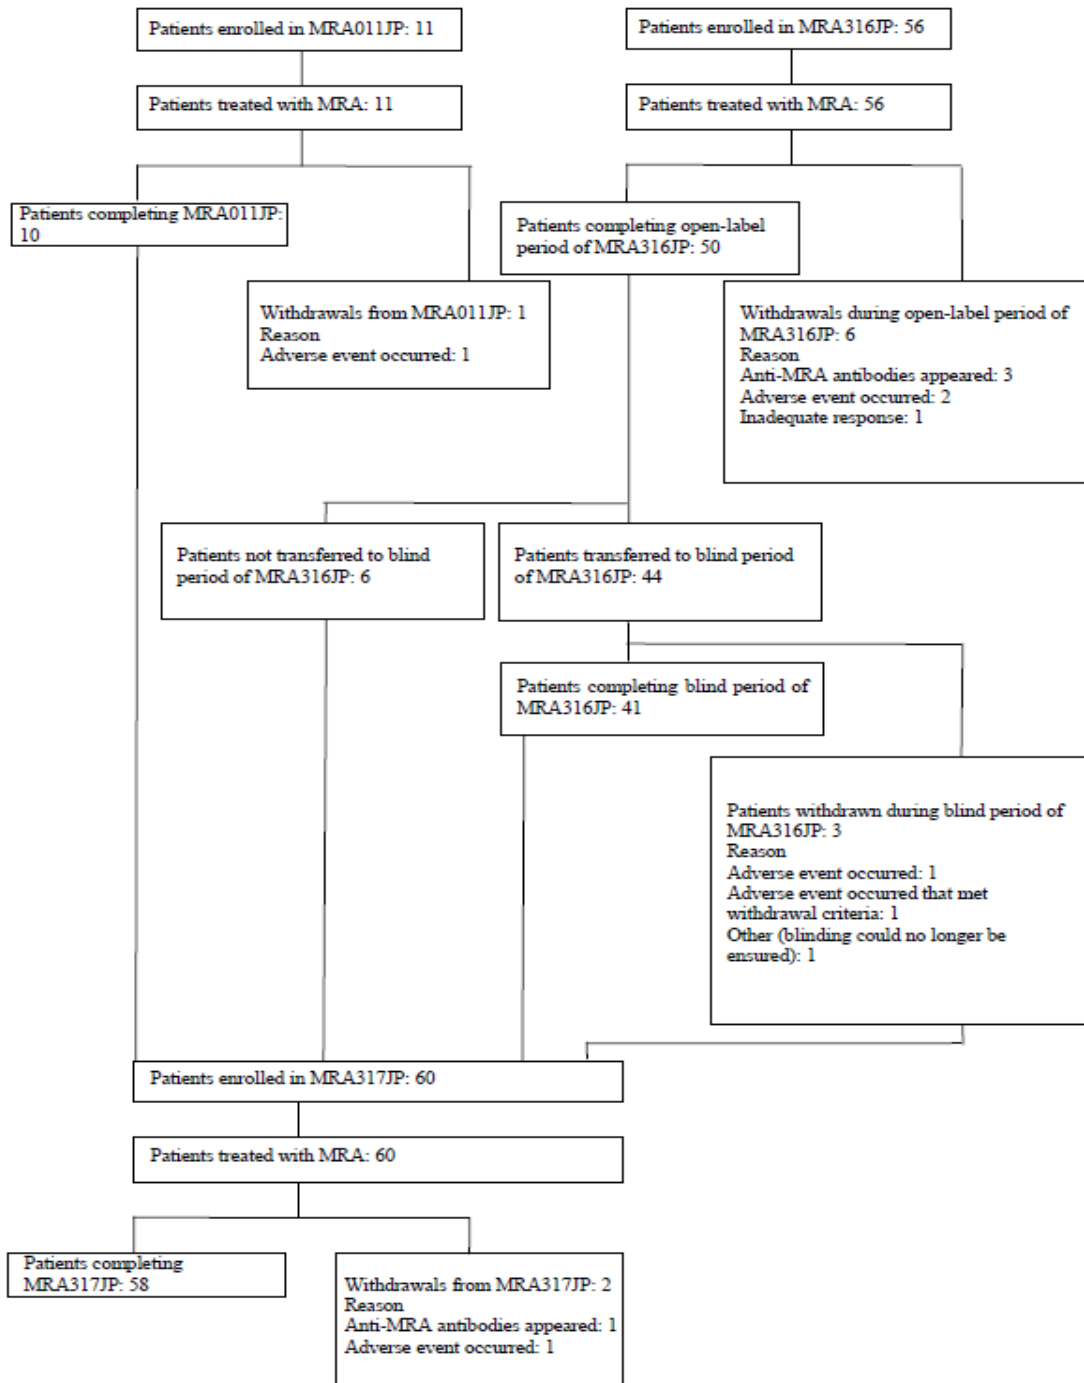 Patients enrolled in MRA011JP: 11
Patients enrolled in MRA316JP: 56
Patients treated with MRA: 11
Patients treated with MRA: 56
Patients completing MRA011JP:
10
Patients completing open-label
period of MRA316JP: 50
Withdrawals from MRA011JP: 1
Reason
Adverse event occurred: 1
Withdrawals during open-label period of
MRA316JP: 6
Reason
Anti-MRA antibodies appeared: 3
Adverse event occurred: 2
Inadequate response: 1
Patients not transferred to blind
period of MRA316JP: 6
Patients transferred to blind period
of MRA316JP: 44
Patients completing blind period of
MRA316JP: 41
Patients withdrawn during blind period of
MRA316JP: 3
Reason
Adverse event occurred: 1
Adverse event occurred that met
withdrawal criteria: 1
Other (blinding could no longer be
ensured): 1
Patients enrolled in MRA317JP: 60
Patients treated with MRA: 60
Patients completing
MRA317JP: 58
Withdrawals from MRA317JP: 2
Reason
Anti-MRA antibodies appeared: 1
Adverse event occurred: 1